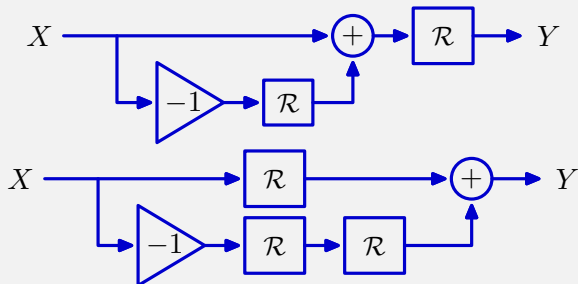 X + ℛ Y
−1 ℛ
X ℛ + Y
−1 ℛ ℛ